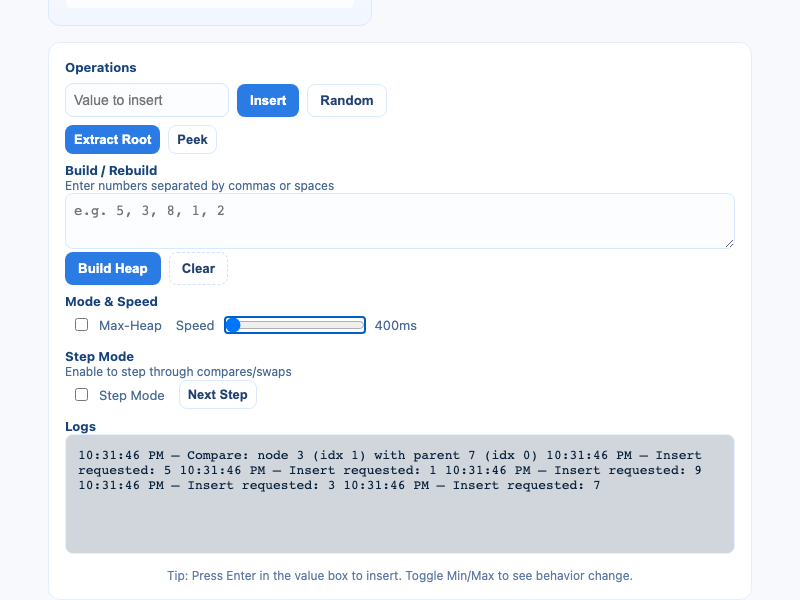 Operations
Value to insert
Insert
Random
Extract Root
Peek
Build / Rebuild
Enter numbers separated by commas or spaces
e.g. 5, 3, 8, 1, 2
Build Heap
Clear
Mode & Speed
Max-Heap
Speed
400ms
Step Mode
Enable to step through compares/swaps
Step Mode
Next Step
Logs
10:31:46 PM — Compare: node 3 (idx 1) with parent 7 (idx 0) 10:31:46 PM — Insert
requested: 5 10:31:46 PM — Insert requested: 1 10:31:46 PM — Insert requested: 9
10:31:46 PM — Insert requested: 3 10:31:46 PM — Insert requested: 7
Tip: Press Enter in the value box to insert. Toggle Min/Max to see behavior change.